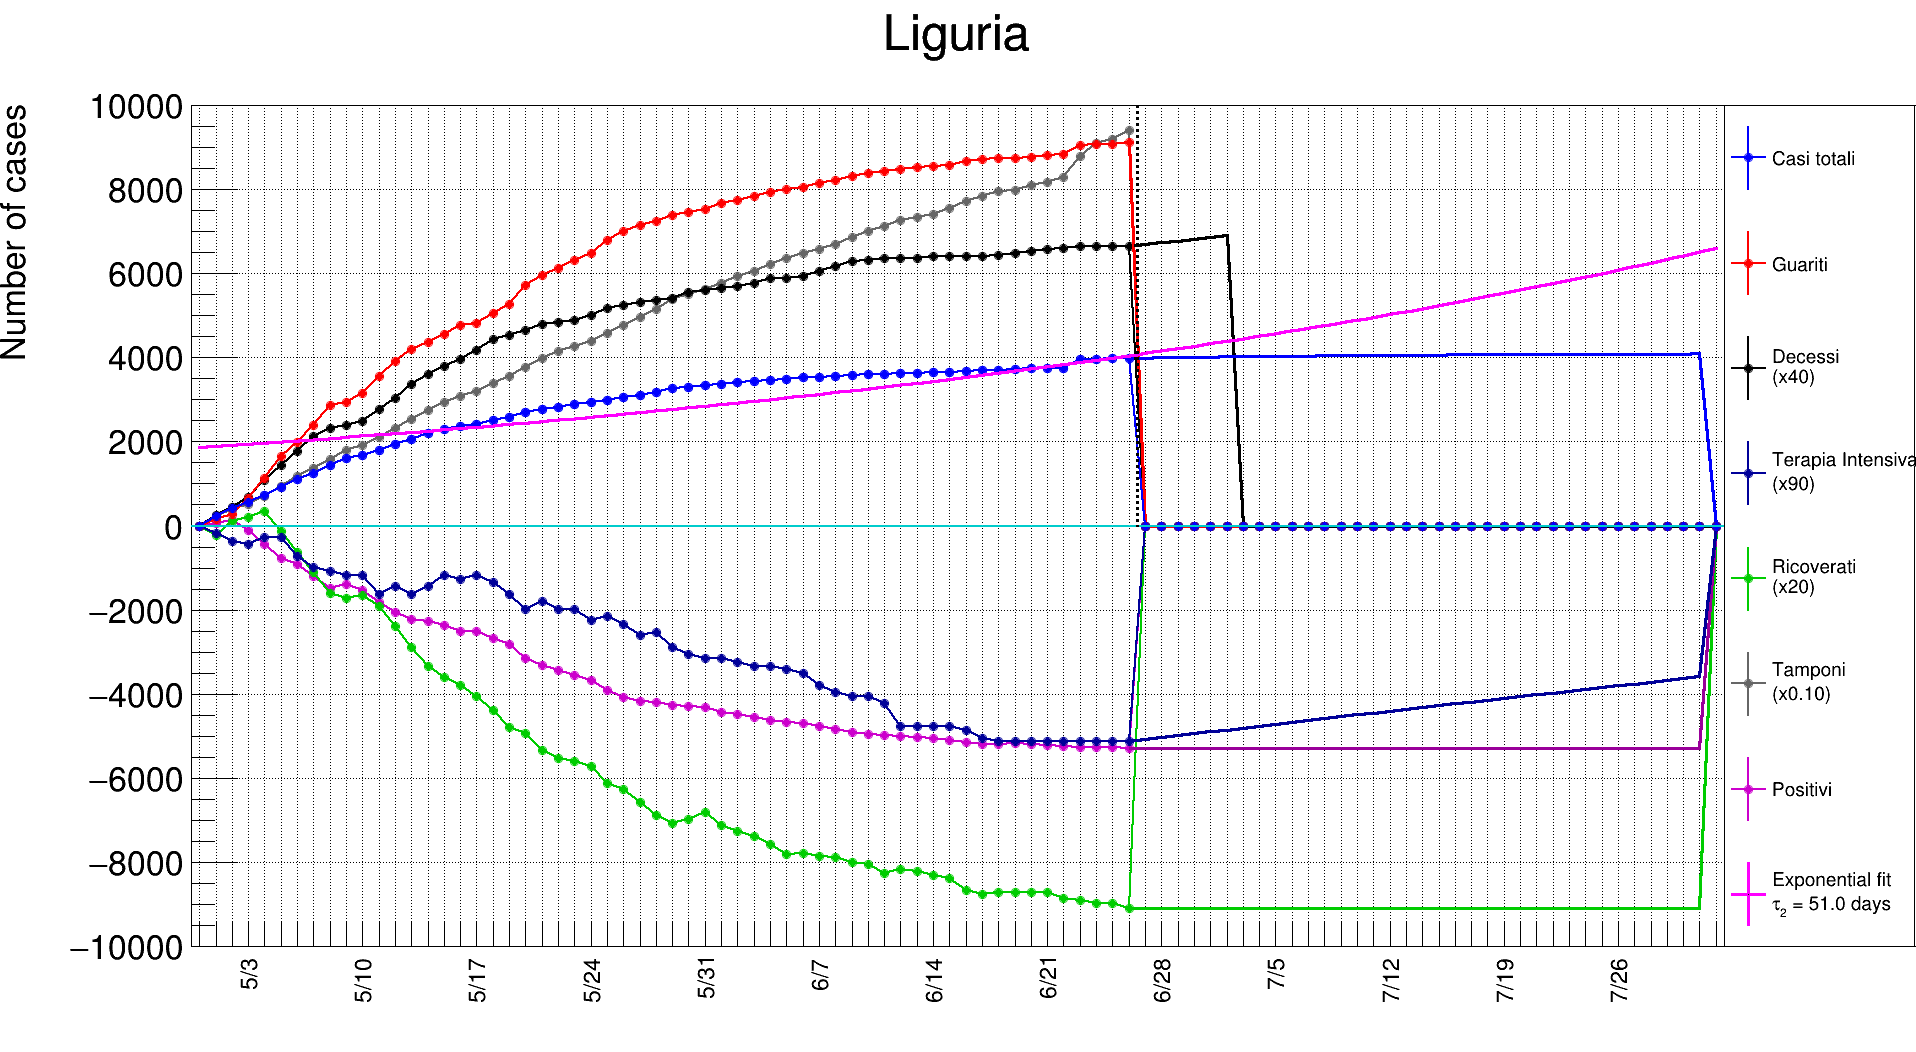 Liguria
Number of cases
10000
8000
6000
4000
2000
0
−2000
−4000
−6000
−8000
−10000
5/3
5/10
5/17
5/24
5/31
6/7
6/14
6/21
6/28
7/5
7/12
7/19
7/26
Casi totali
Guariti
Decessi
(x40)
Terapia Intensiva
(x90)
Ricoverati
(x20)
Tamponi
(x0.10)
Positivi
Exponential fit
τ2 = 51.0 days